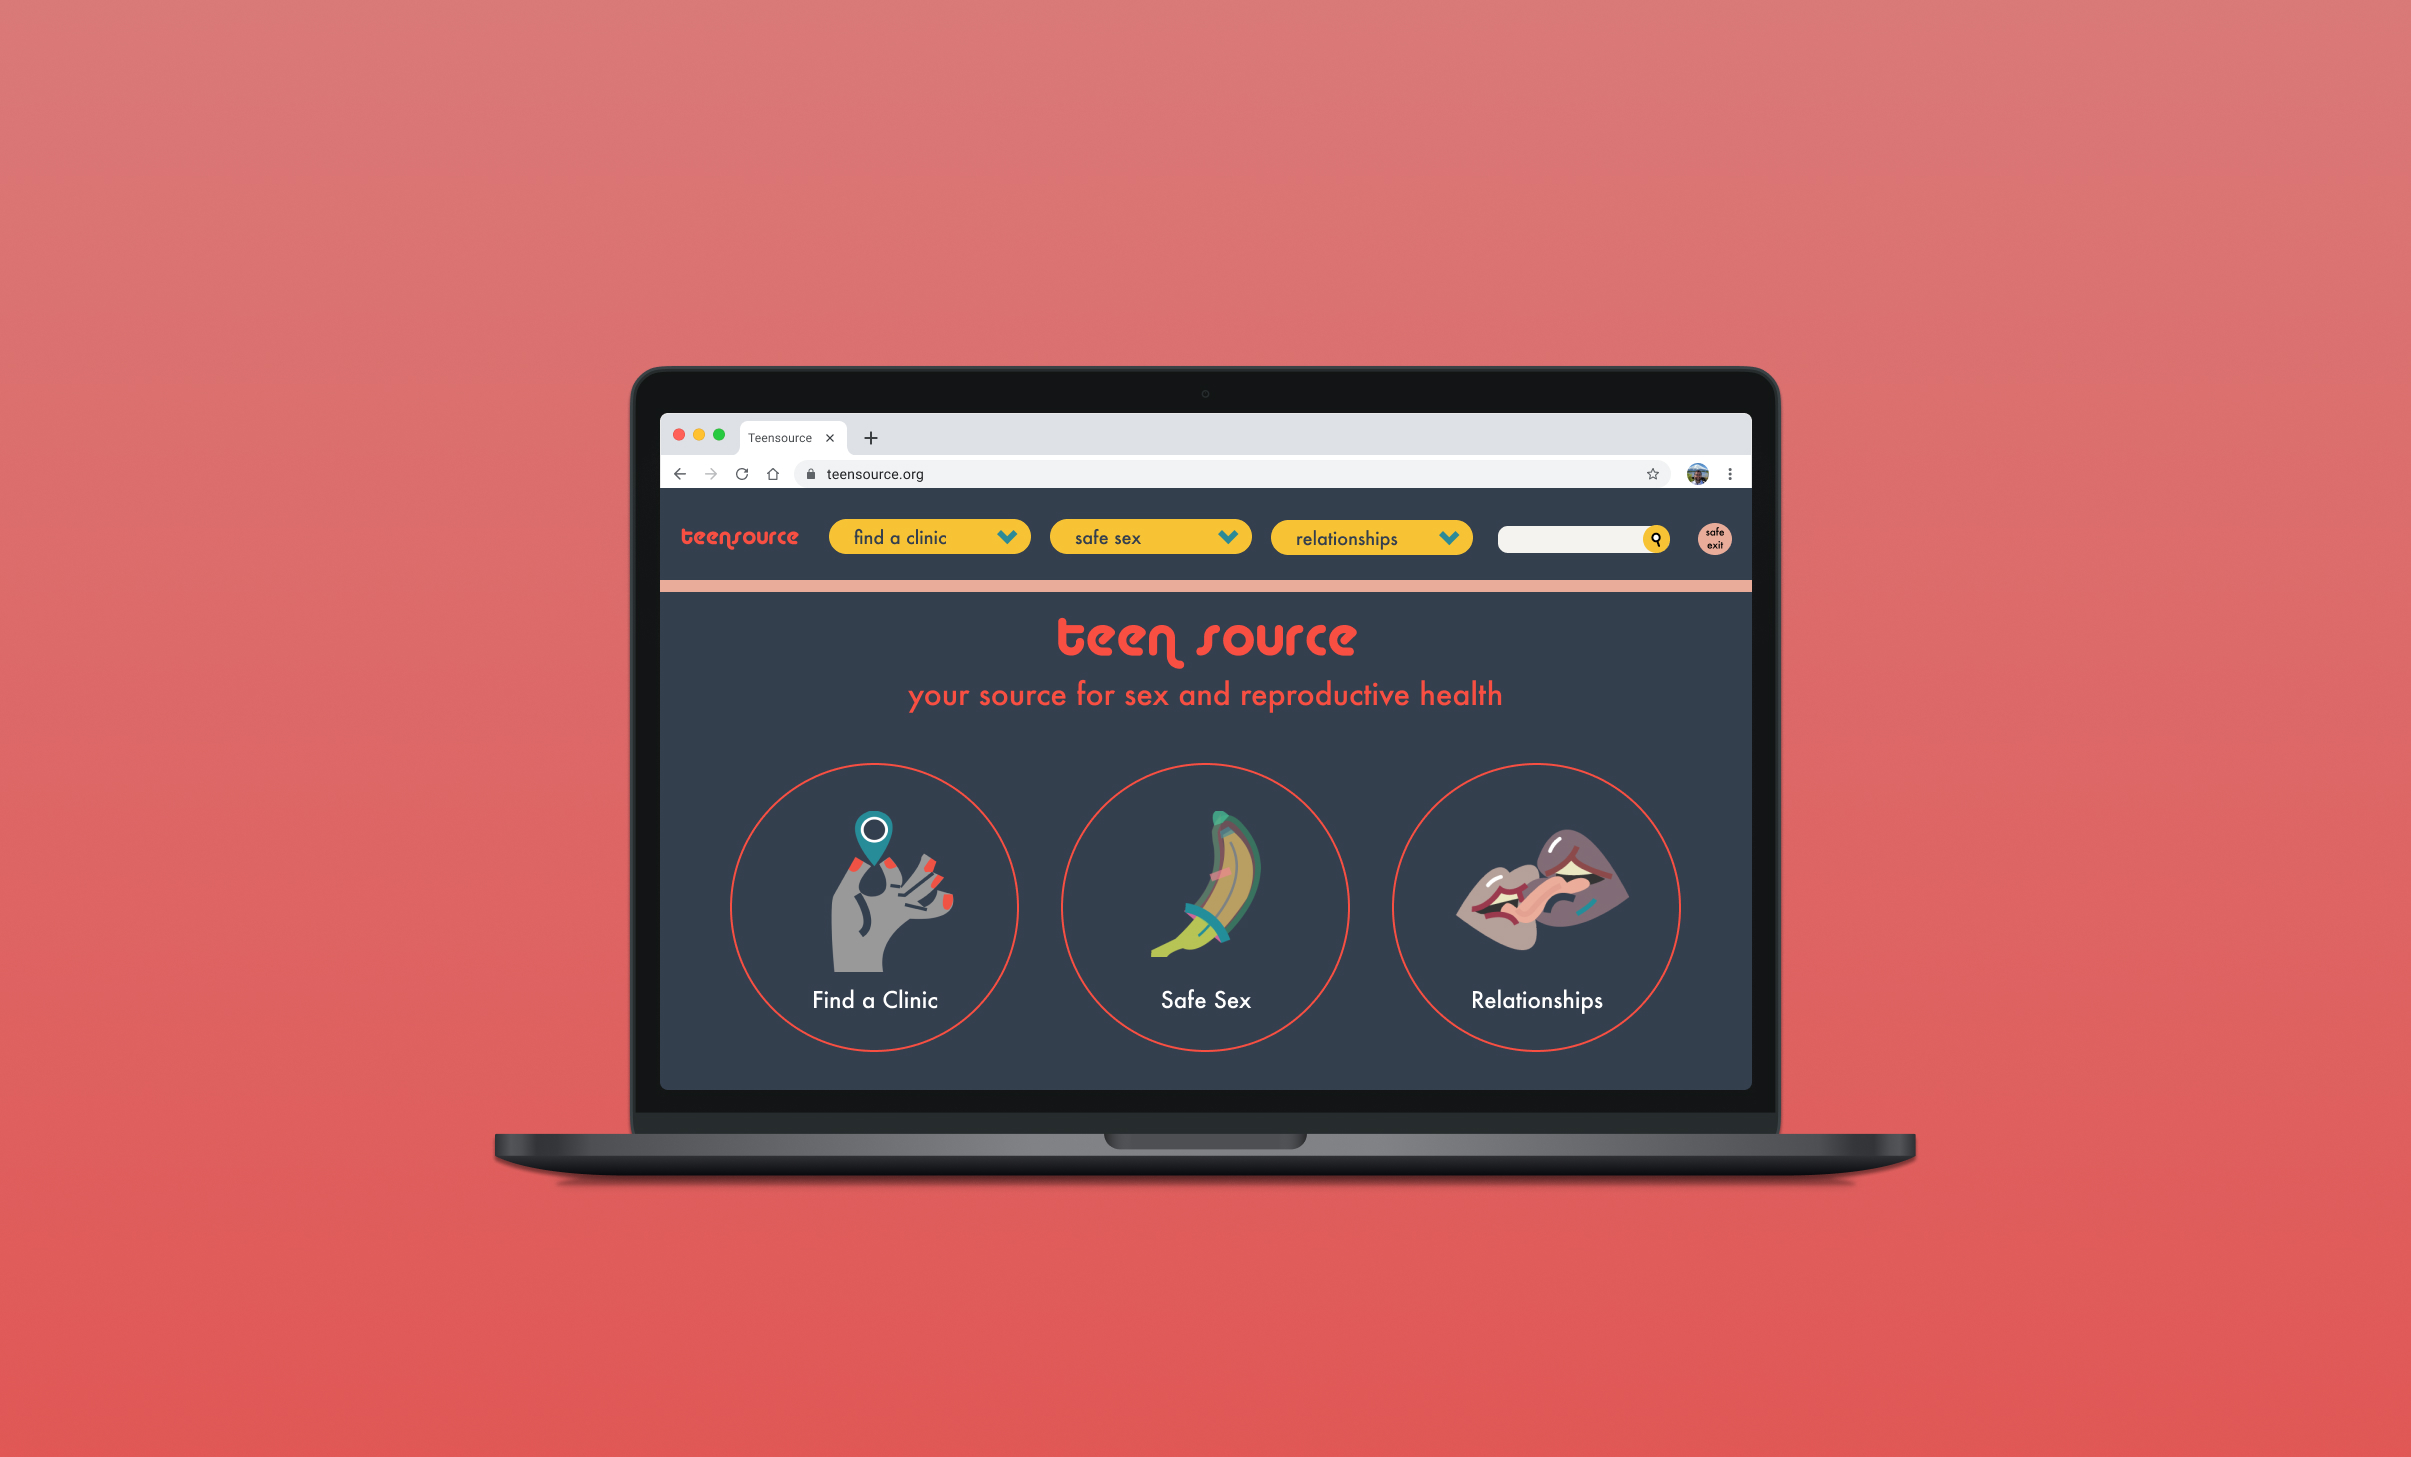 Teensource
teensource.org
teensource
find a clinic
safe sex
relationships
safe
exit
teen source
your source for sex and reproductive health
Find a Clinic
Safe Sex
Relationships